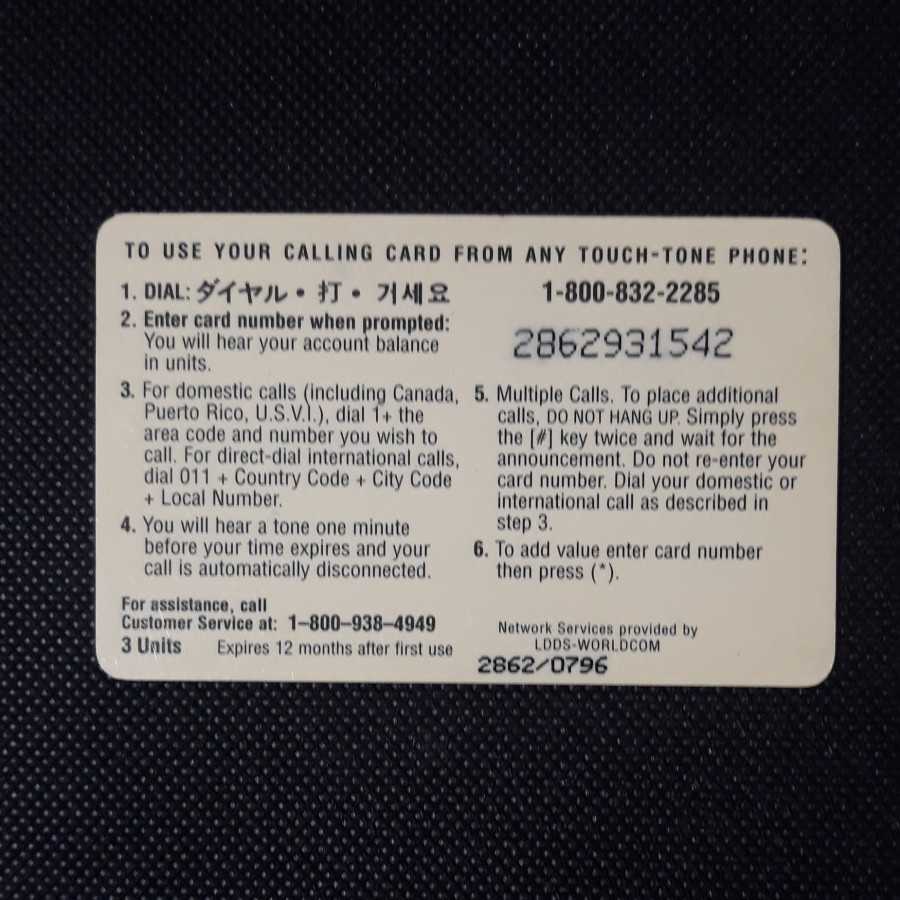 TO USE YOUR CALLING CARD FROM ANY TOUCH-TONE PHONE:
1. DIAL: ダイヤル • 打 • 거세요 1-800-832-2285
2. Enter card number when prompted:
You will hear your account balance
in units.
2862931542
3. For domestic calls (including Canada,
Puerto Rico, U.S.V.I.), dial 1+ the
area code and number you wish to
call. For direct-dial international calls,
dial 011 + Country Code + City Code
+ Local Number.
4. You will hear a tone one minute
before your time expires and your
call is automatically disconnected.
5. Multiple Calls. To place additional
calls, DO NOT HANG UP. Simply press
the [#] key twice and wait for the
announcement. Do not re-enter your
card number. Dial your domestic or
international call as described in
step 3.
6. To add value enter card number
then press (*).
For assistance, call
Customer Service at: 1-800-938-4949
3 Units Expires 12 months after first use
Network Services provided by
LDDS-WORLDCOM
2862/0796